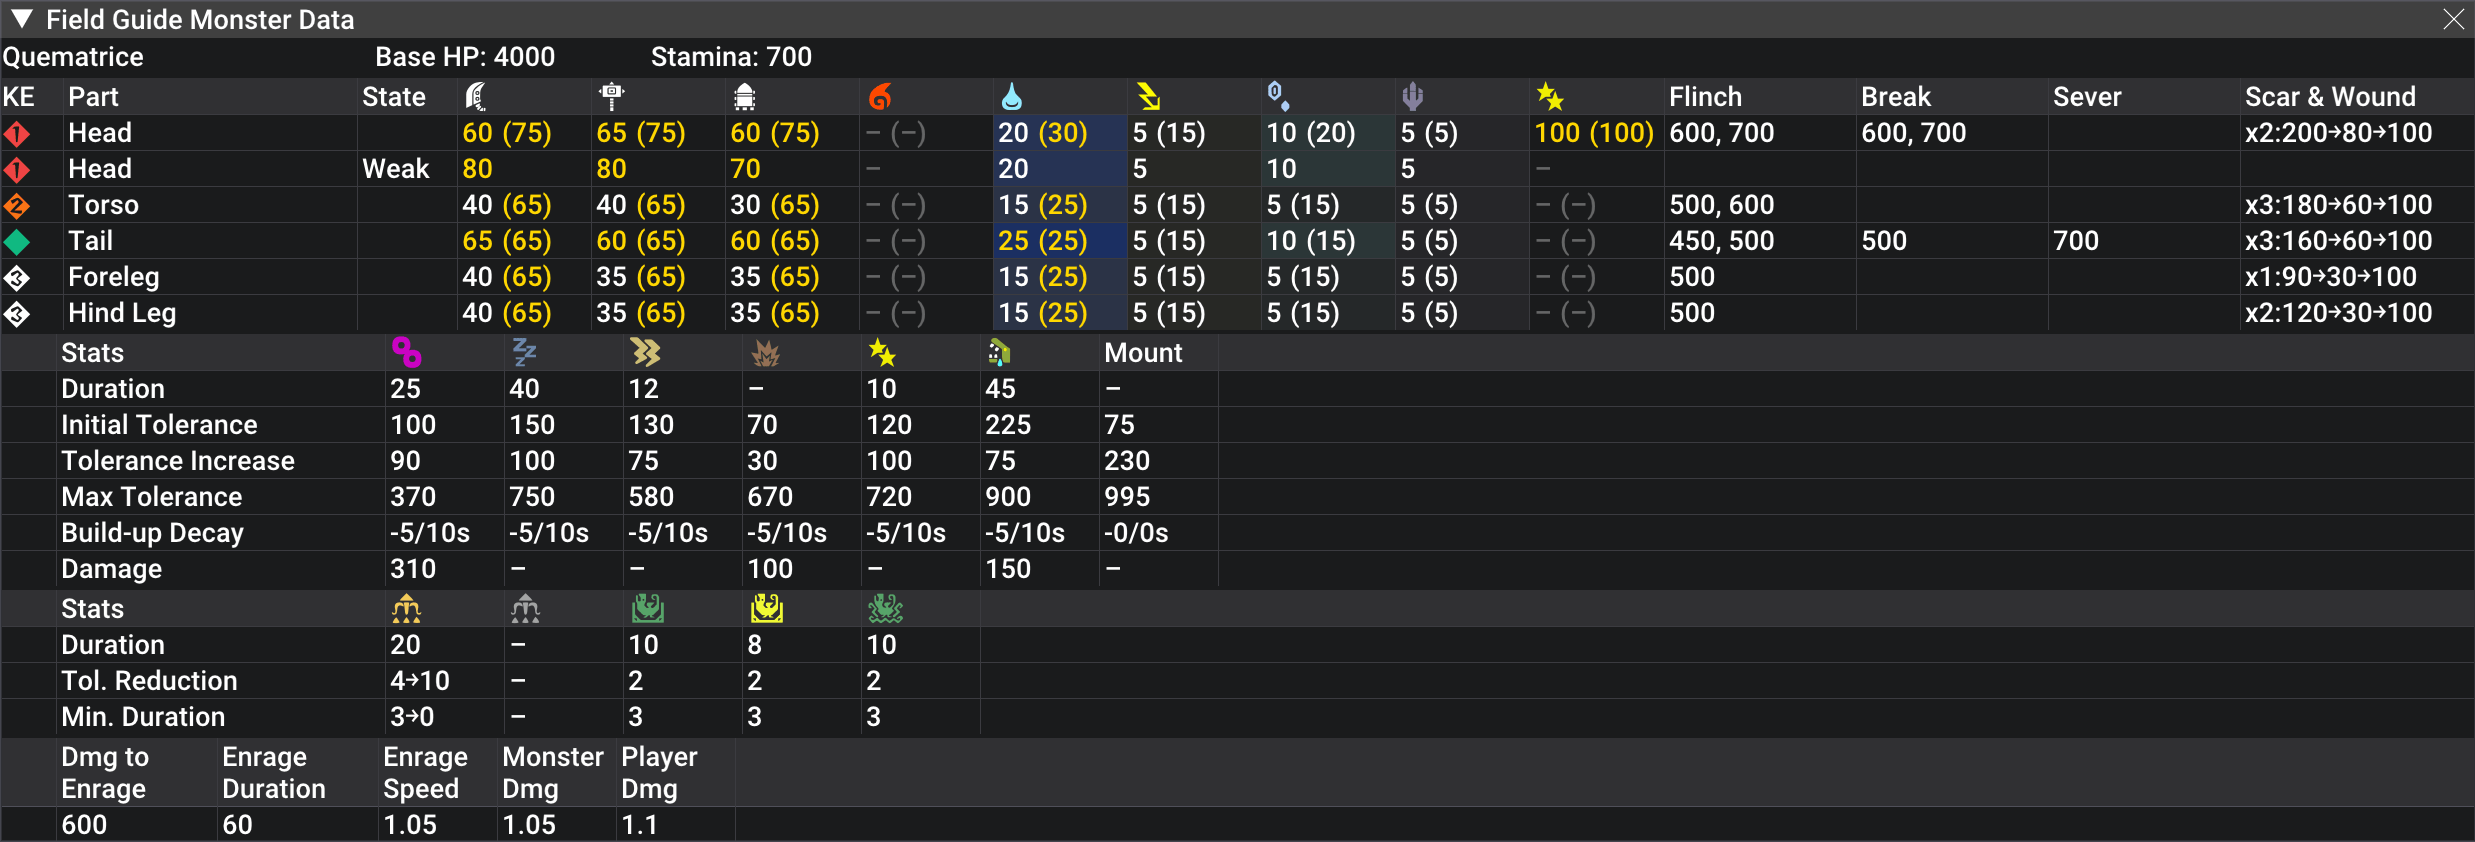 Field Guide Monster Data
Quematrice Base HP: 4000 Stamina: 700
KE Part State Flinch Break Sever Scar & Wound
1 Head 60 (75) 65 (75) 60 (75) – (–) 20 (30) 5 (15) 10 (20) 5 (5) 100 (100) 600, 700 600, 700 x2:200→80→100
1 Head Weak 80 80 70 – 20 5 10 5 –
2 Torso 40 (65) 40 (65) 30 (65) – (–) 15 (25) 5 (15) 5 (15) 5 (5) – (–) 500, 600 x3:180→60→100
Tail 65 (65) 60 (65) 60 (65) – (–) 25 (25) 5 (15) 10 (15) 5 (5) – (–) 450, 500 500 700 x3:160→60→100
3 Foreleg 40 (65) 35 (65) 35 (65) – (–) 15 (25) 5 (15) 5 (15) 5 (5) – (–) 500 x1:90→30→100
3 Hind Leg 40 (65) 35 (65) 35 (65) – (–) 15 (25) 5 (15) 5 (15) 5 (5) – (–) 500 x2:120→30→100
Stats Mount
Duration 25 40 12 – 10 45 –
Initial Tolerance 100 150 130 70 120 225 75
Tolerance Increase 90 100 75 30 100 75 230
Max Tolerance 370 750 580 670 720 900 995
Build-up Decay -5/10s -5/10s -5/10s -5/10s -5/10s -5/10s -0/0s
Damage 310 – – 100 – 150 –
Stats
Duration 20 – 10 8 10
Tol. Reduction 4→10 – 2 2 2
Min. Duration 3→0 – 3 3 3
Dmg to Enrage Enrage Monster Player
Enrage Duration Speed Dmg Dmg
600 60 1.05 1.05 1.1